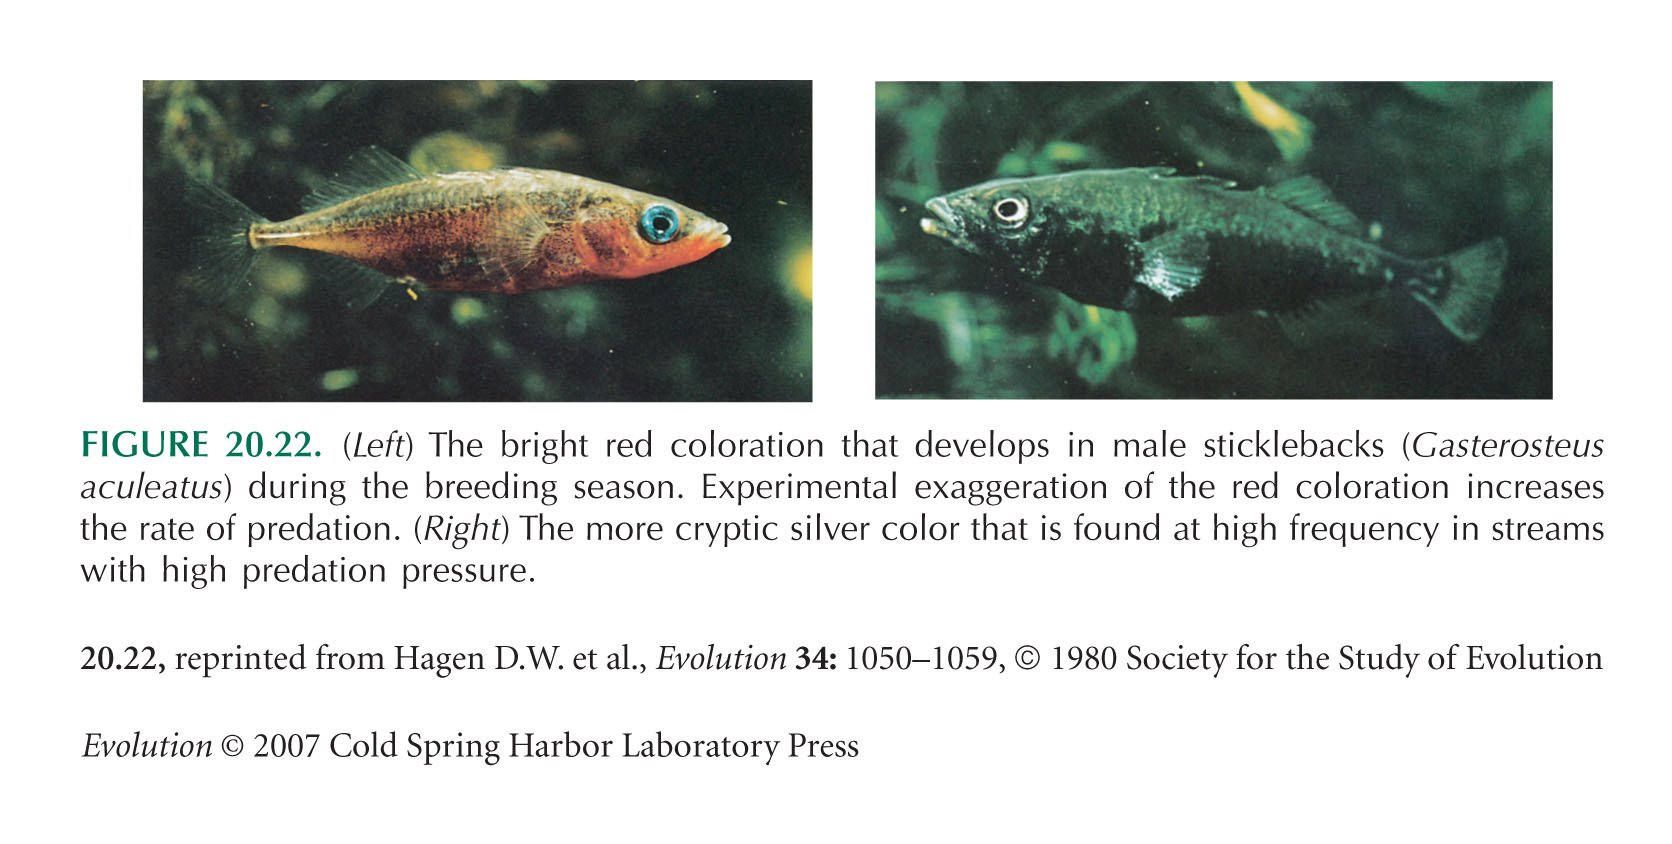 FIGURE 20.22. (Left) The bright red coloration that develops in male sticklebacks (Gasterosteus
aculeatus) during the breeding season. Experimental exaggeration of the red coloration increases
the rate of predation. (Right) The more cryptic silver color that is found at high frequency in streams
with high predation pressure.
20.22, reprinted from Hagen D.W. et al., Evolution 34: 1050–1059, © 1980 Society for the Study of Evolution
Evolution © 2007 Cold Spring Harbor Laboratory Press